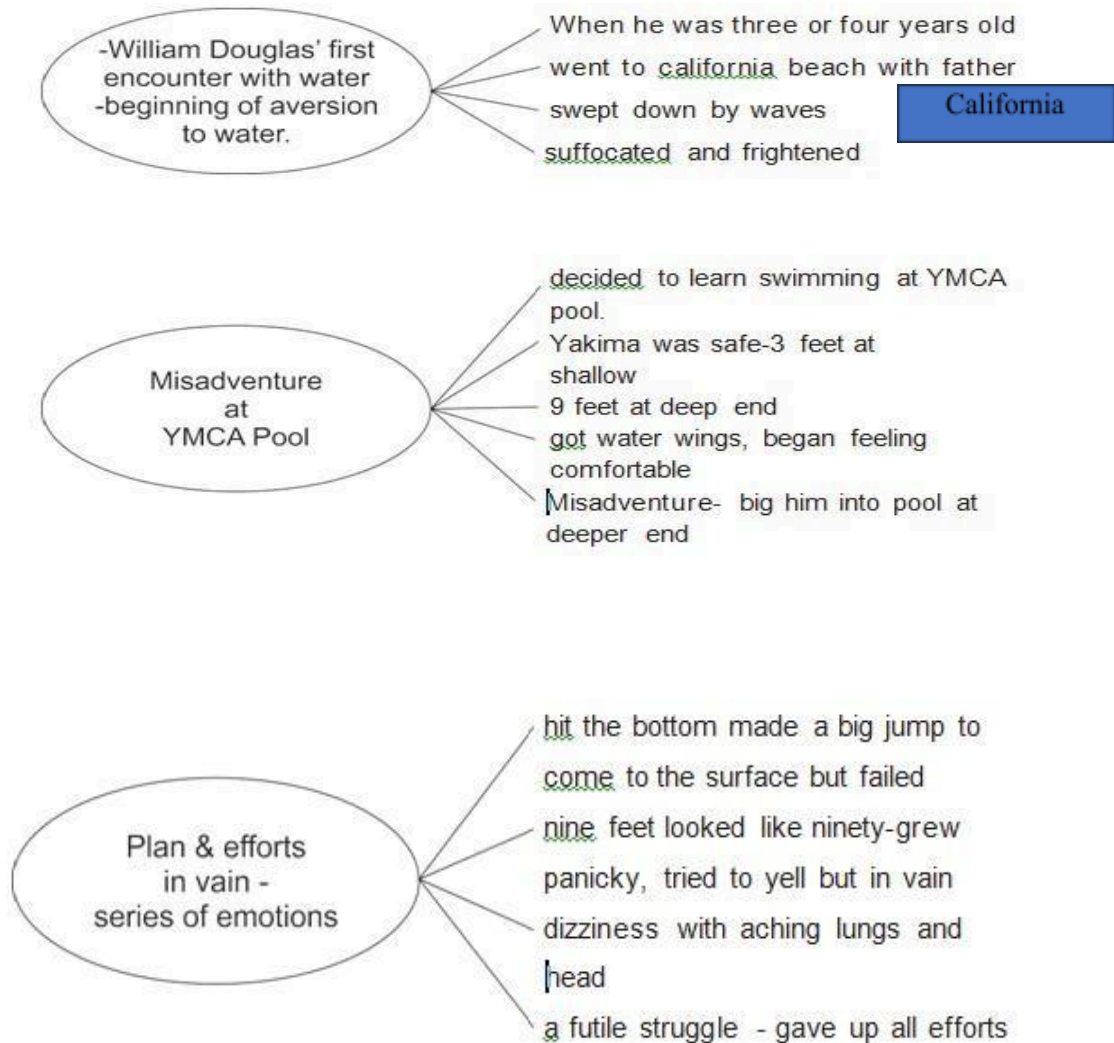 -William Douglas' first
encounter with water
-beginning of aversion
to water.
When he was three or four years old
went to california beach with father
swept down by waves
suffocated and frightened
California
Misadventure
at
YMCA Pool
decided to learn swimming at YMCA
pool.
Yakima was safe-3 feet at
shallow
9 feet at deep end
got water wings, began feeling
comfortable
Misadventure- big him into pool at
deeper end
Plan & efforts
in vain -
series of emotions
hit the bottom made a big jump to
come to the surface but failed
nine feet looked like ninety-grew
panicky, tried to yell but in vain
dizziness with aching lungs and
head
a futile struggle - gave up all efforts